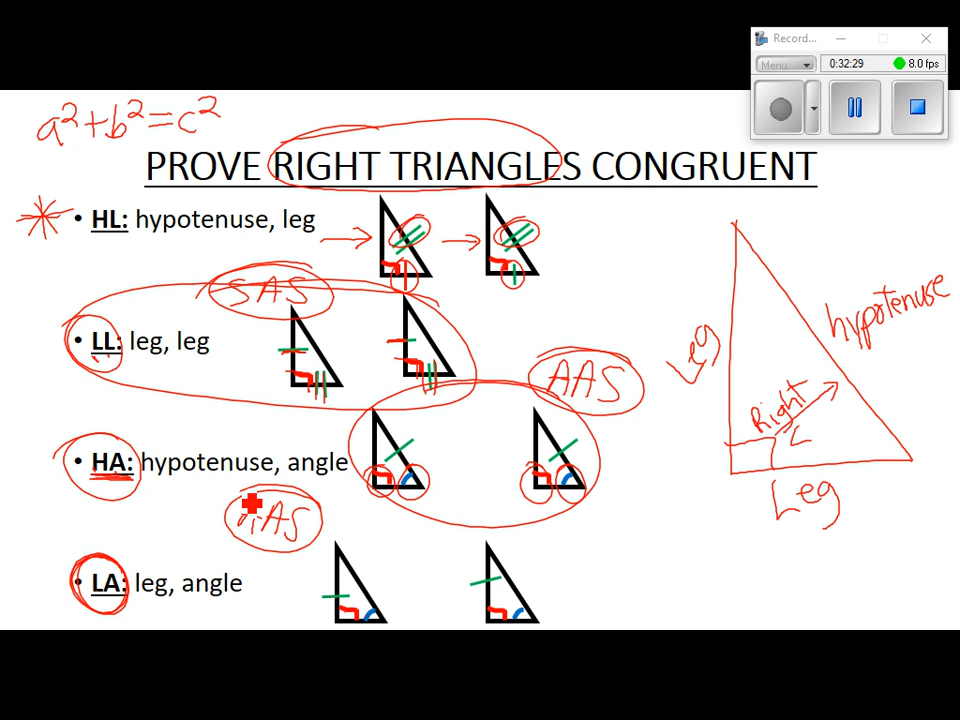 Record...
Menu
0:32:29
8.0 fps
a²+b²=c²
PROVE RIGHT TRIANGLES CONGRUENT
• HL: hypotenuse, leg
SAS
• LL: leg, leg
AAS
• HA: hypotenuse, angle
AS
• LA: leg, angle
Leg
hypotenuse
Right
Leg